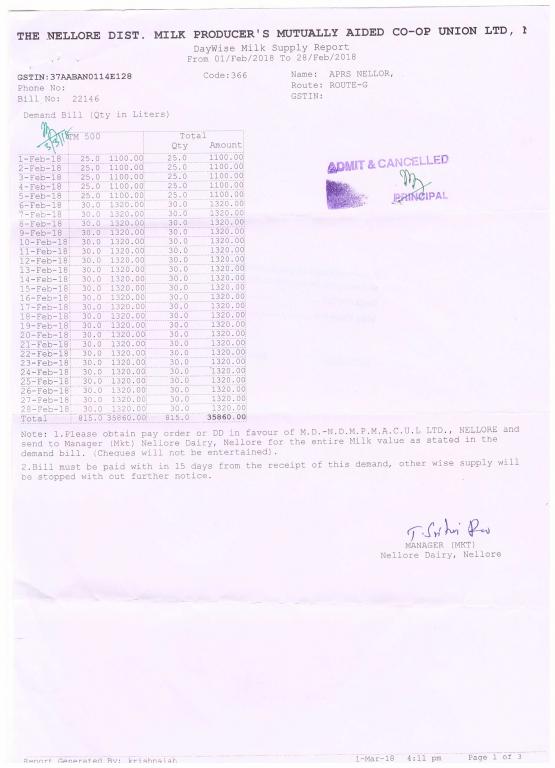 THE NELLORE DIST. MILK PRODUCER'S MUTUALLY AIDED CO-OP UNION LTD,
DayWise Milk Supply Report
From 01/Feb/2018 To 28/Feb/2018
GSTIN:37AABAN0114E128 Code:366 Name: APRS NELLOR,
Phone No: Route: ROUTE-G
Bill No: 22146 GSTIN:
Demand Bill (Qty in Liters)
TM 500 Total
Qty Amount
1-Feb-18 25.0 1100.00 25.0 1100.00
2-Feb-18 25.0 1100.00 25.0 1100.00
3-Feb-18 25.0 1100.00 25.0 1100.00
4-Feb-18 25.0 1100.00 25.0 1100.00
5-Feb-18 25.0 1100.00 25.0 1100.00
6-Feb-18 30.0 1320.00 30.0 1320.00
7-Feb-18 30.0 1320.00 30.0 1320.00
8-Feb-18 30.0 1320.00 30.0 1320.00
9-Feb-18 30.0 1320.00 30.0 1320.00
10-Feb-18 30.0 1320.00 30.0 1320.00
11-Feb-18 30.0 1320.00 30.0 1320.00
12-Feb-18 30.0 1320.00 30.0 1320.00
13-Feb-18 30.0 1320.00 30.0 1320.00
14-Feb-18 30.0 1320.00 30.0 1320.00
15-Feb-18 30.0 1320.00 30.0 1320.00
16-Feb-18 30.0 1320.00 30.0 1320.00
17-Feb-18 30.0 1320.00 30.0 1320.00
18-Feb-18 30.0 1320.00 30.0 1320.00
19-Feb-18 30.0 1320.00 30.0 1320.00
20-Feb-18 30.0 1320.00 30.0 1320.00
21-Feb-18 30.0 1320.00 30.0 1320.00
22-Feb-18 30.0 1320.00 30.0 1320.00
23-Feb-18 30.0 1320.00 30.0 1320.00
24-Feb-18 30.0 1320.00 30.0 1320.00
25-Feb-18 30.0 1320.00 30.0 1320.00
26-Feb-18 30.0 1320.00 30.0 1320.00
27-Feb-18 30.0 1320.00 30.0 1320.00
28-Feb-18 30.0 1320.00 30.0 1320.00
Total 815.0 35860.00 815.0 35860.00
ADMIT & CANCELLED
PRINCIPAL
Note: 1.Please obtain pay order or DD in favour of M.D.-N.D.M.P.M.A.C.U.L LTD., NELLORE and
send to Manager (Mkt) Nellore Dairy, Nellore for the entire Milk value as stated in the
demand bill. (Cheques will not be entertained).
2.Bill must be paid with in 15 days from the receipt of this demand, other wise supply will
be stopped with out further notice.
MANAGER (MKT)
Nellore Dairy, Nellore
Report Generated By: krishnaiah 1-Mar-18 4:11 pm Page 1 of 3